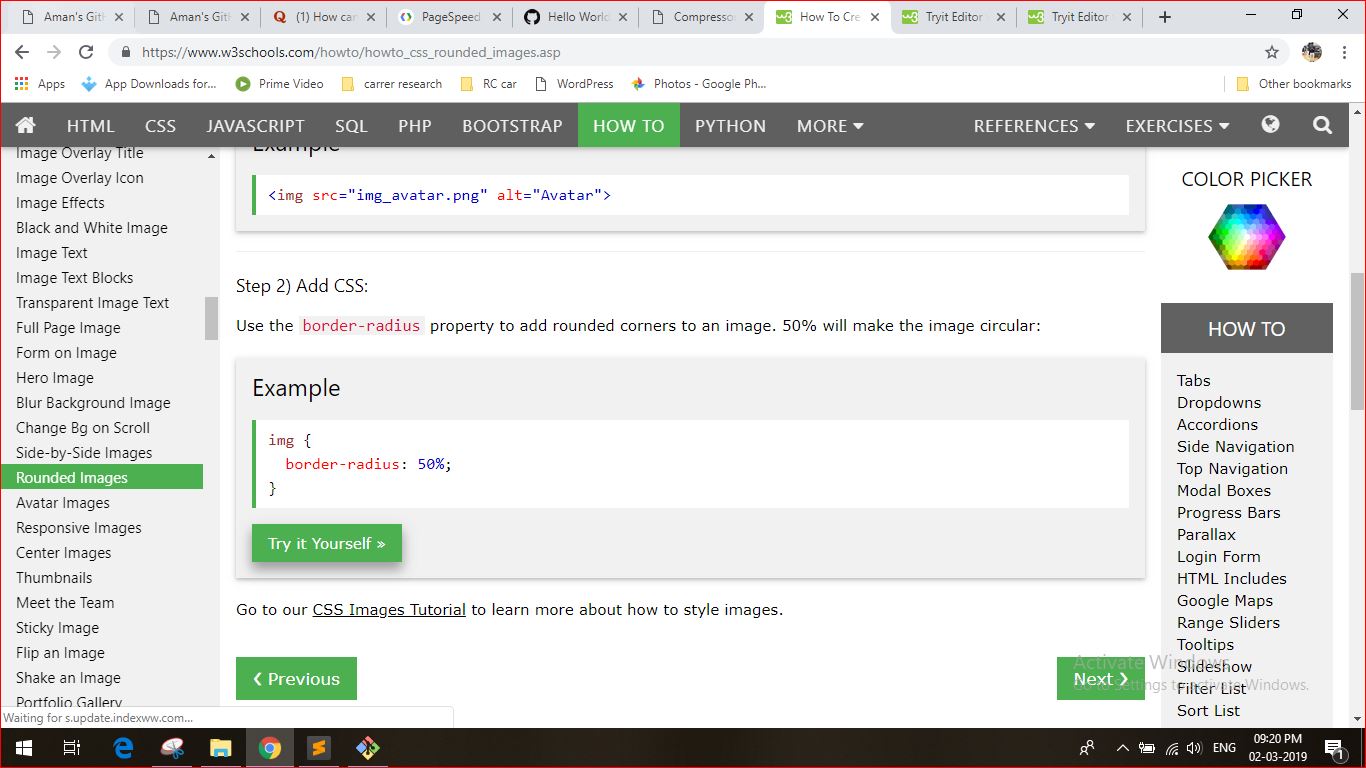 Aman's Gith
Aman's Gith
(1) How can
PageSpeed
Hello World
Compresso
How To Cre
Tryit Editor
Tryit Editor
https://www.w3schools.com/howto/howto_css_rounded_images.asp
Apps
App Downloads for...
Prime Video
carrer research
RC car
WordPress
Photos - Google Ph...
Other bookmarks
HTML
CSS
JAVASCRIPT
SQL
PHP
BOOTSTRAP
HOW TO
PYTHON
MORE
REFERENCES
EXERCISES
Image Overlay Title
Image Overlay Icon
Image Effects
Black and White Image
Image Text
Image Text Blocks
Transparent Image Text
Full Page Image
Form on Image
Hero Image
Blur Background Image
Change Bg on Scroll
Side-by-Side Images
Rounded Images
Avatar Images
Responsive Images
Center Images
Thumbnails
Meet the Team
Sticky Image
Flip an Image
Shake an Image
Portfolio Gallery
Example
<img src="img_avatar.png" alt="Avatar">
Step 2) Add CSS:
Use the border-radius property to add rounded corners to an image. 50% will make the image circular:
Example
img {
border-radius: 50%;
}
Try it Yourself »
Go to our CSS Images Tutorial to learn more about how to style images.
❮ Previous
Next ❯
COLOR PICKER
HOW TO
Tabs
Dropdowns
Accordions
Side Navigation
Top Navigation
Modal Boxes
Progress Bars
Parallax
Login Form
HTML Includes
Google Maps
Range Sliders
Tooltips
Slideshow
Filter List
Sort List
Activate Windows
Go to Settings to activate Windows.
Waiting for s.update.indexww.com...
ENG
09:20 PM
02-03-2019
1